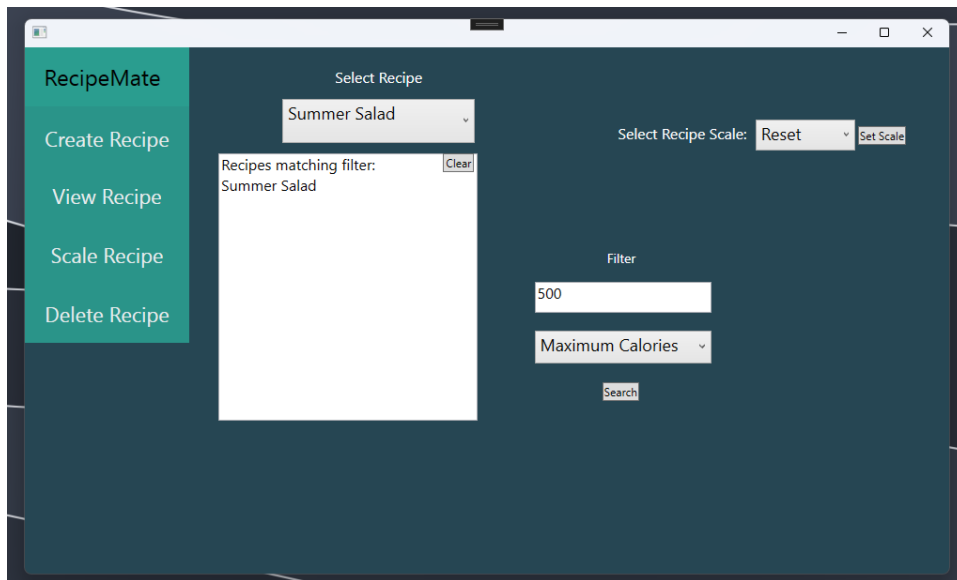 RecipeMate
Create Recipe
View Recipe
Scale Recipe
Delete Recipe
Select Recipe
Summer Salad
Recipes matching filter:
Clear
Summer Salad
Select Recipe Scale:
Reset
Set Scale
Filter
500
Maximum Calories
Search